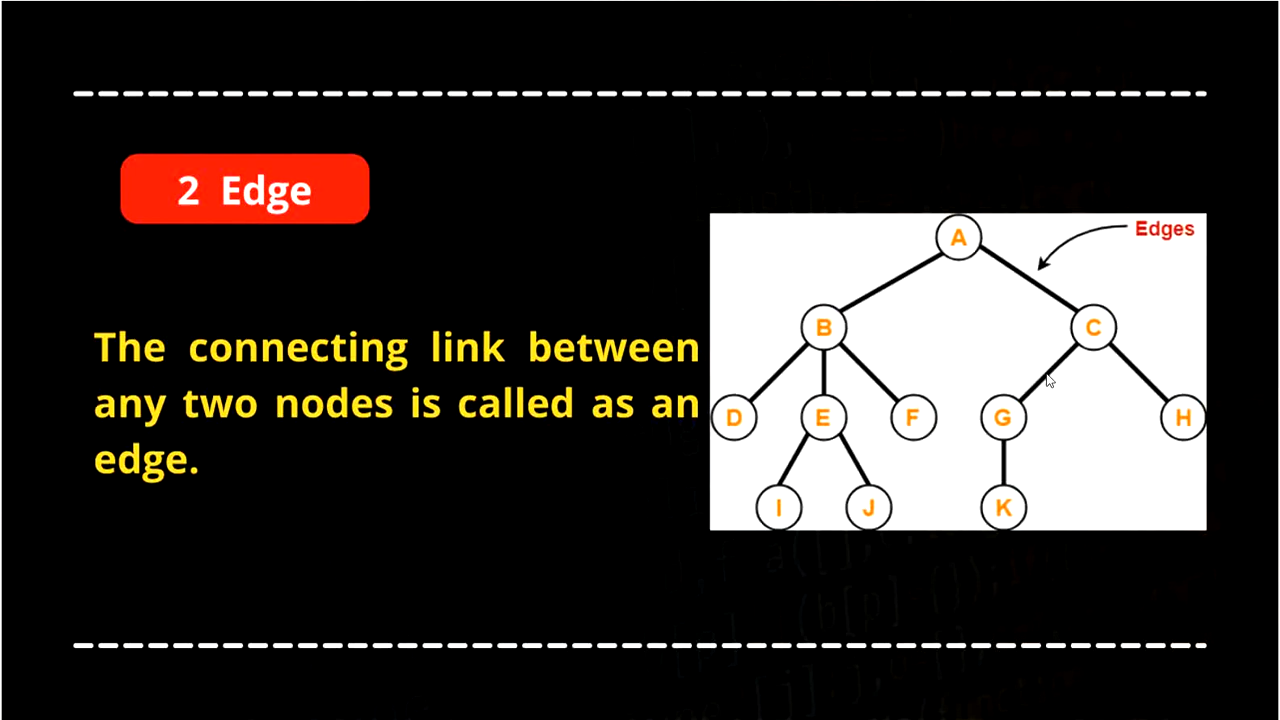 2 Edge
The connecting link between
any two nodes is called as an
edge.
Edges
A
B
C
D
E
F
G
H
I
J
K